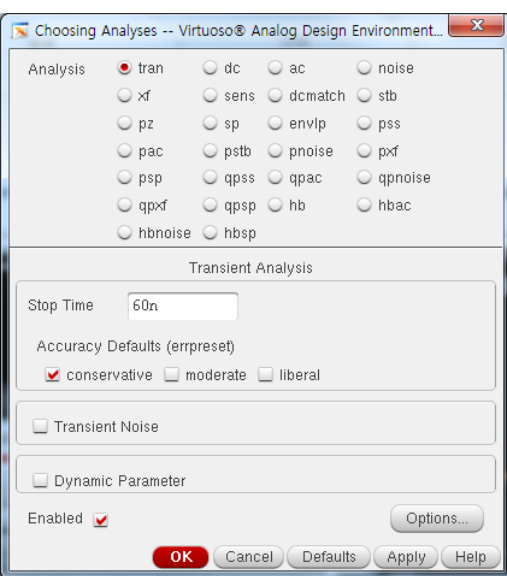 Choosing Analyses -- Virtuoso® Analog Design Environment...
Analysis tran dc ac noise
xf sens dcmatch stb
pz sp envlp pss
pac pstb pnoise pxf
psp qpss qpac qpnoise
qpxf qpsp hb hbac
hbnoise hbsp
Transient Analysis
Stop Time 60n
Accuracy Defaults (errpreset)
conservative moderate liberal
Transient Noise
Dynamic Parameter
Enabled Options...
OK Cancel Defaults Apply Help